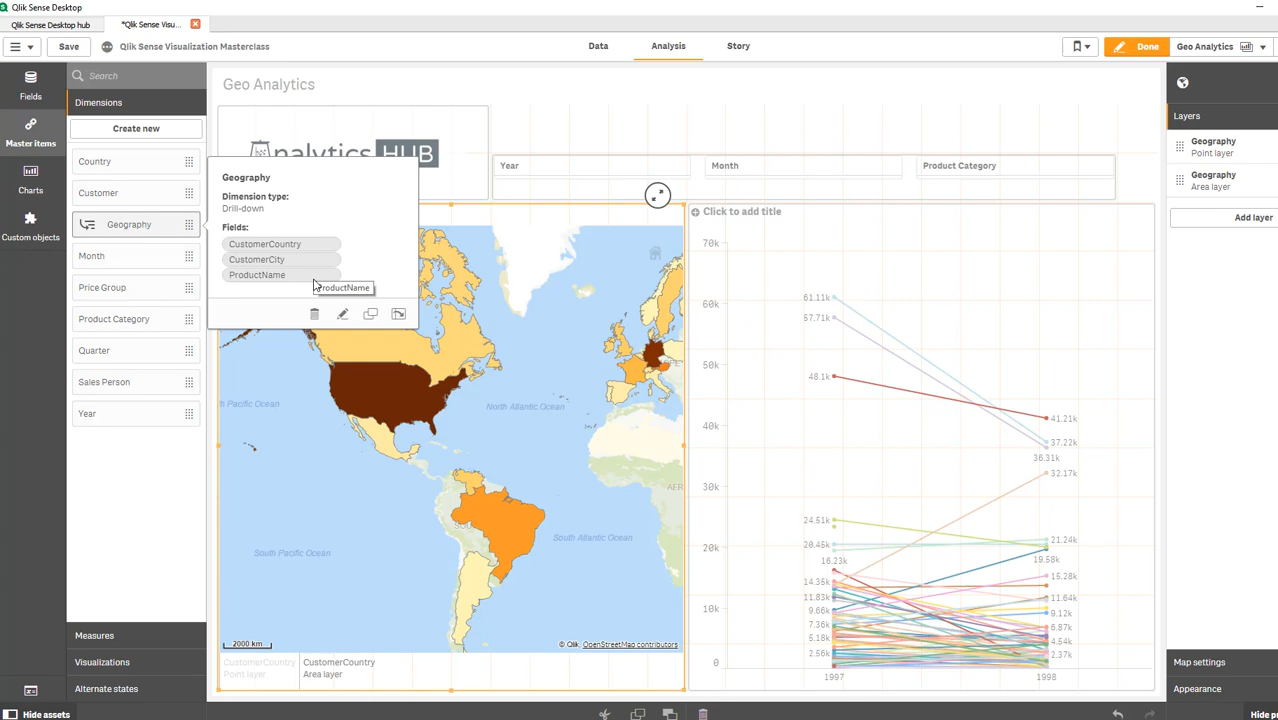 Qlik Sense Desktop
Qlik Sense Desktop hub
*Qlik Sense Visu...
Save
Qlik Sense Visualization Masterclass
Data
Analysis
Story
Done
Geo Analytics
Fields
Master items
Charts
Custom objects
Search
Dimensions
Create new
Country
Customer
Geography
Month
Price Group
Product Category
Quarter
Sales Person
Year
Measures
Visualizations
Alternate states
Hide assets
Geo Analytics
nalytics HUB
Year
Month
Product Category
Geography
Dimension type:
Drill-down
Fields:
CustomerCountry
CustomerCity
ProductName
ProductName
Pacific Ocean
North Atlantic Ocean
South Pacific Ocean
South Atlantic Ocean
2000 km
© Qlik, OpenStreetMap contributors
CustomerCountry
Point layer
CustomerCountry
Area layer
Click to add title
70k
60k
50k
40k
30k
20k
10k
0
61.11k
57.71k
48.1k
24.51k
20.45k
16.23k
14.35k
11.83k
9.66k
7.36k
5.18k
2.56k
41.21k
37.22k
36.31k
32.17k
21.24k
19.58k
15.28k
11.64k
9.12k
6.87k
4.54k
2.37k
1997
1998
Layers
Geography
Point layer
Geography
Area layer
Add layer
Map settings
Appearance
Hide pr